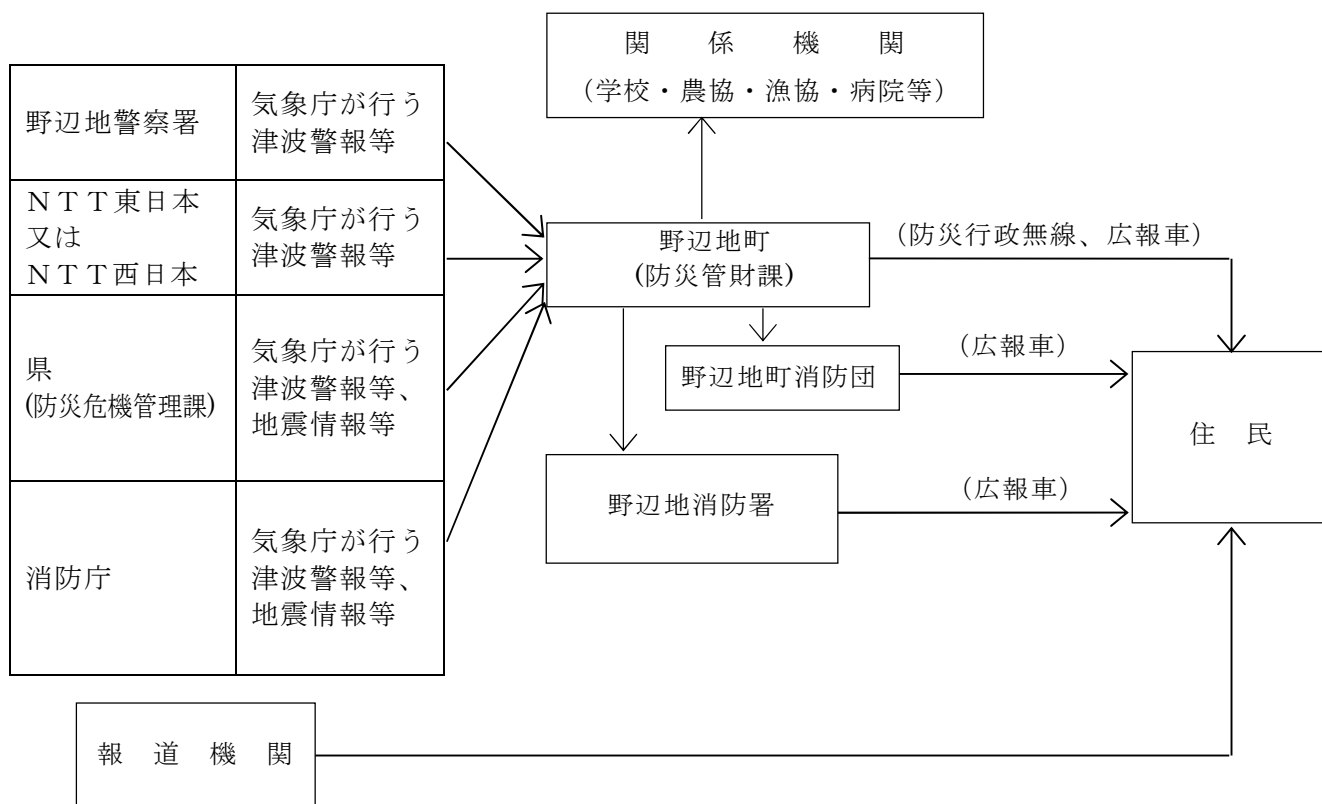 関係機関
（学校・農協・漁協・病院等）
野辺地警察署
気象庁が行う
津波警報等
ＮＴＴ東日本
又は
ＮＴＴ西日本
気象庁が行う
津波警報等
県
(防災危機管理課)
気象庁が行う
津波警報等、
地震情報等
消防庁
気象庁が行う
津波警報等、
地震情報等
野辺地町
(防災管財課)
（防災行政無線、広報車）
野辺地町消防団
（広報車）
野辺地消防署
（広報車）
住民
報道機関